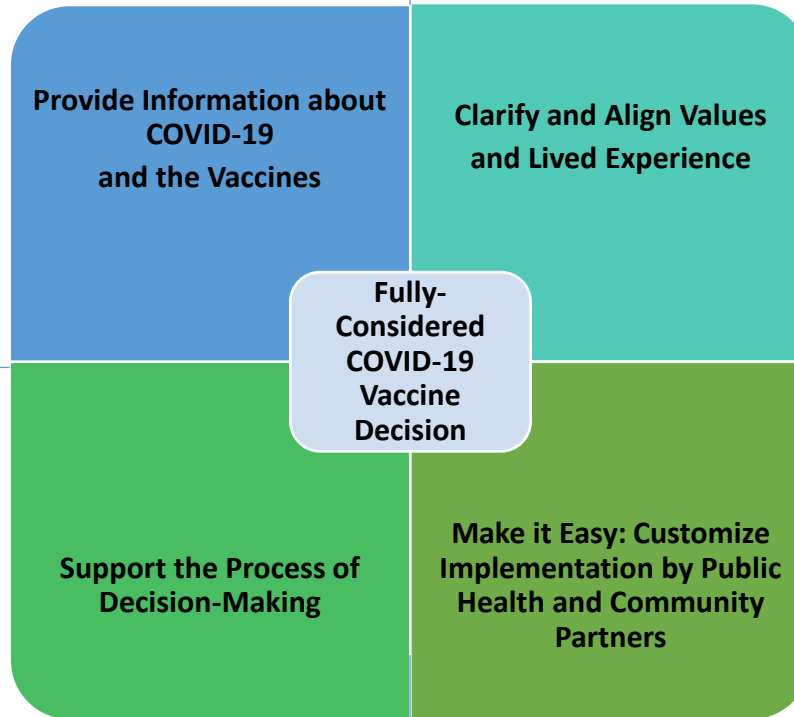 Provide Information about
COVID-19
and the Vaccines
Clarify and Align Values
and Lived Experience
Fully-
Considered
COVID-19
Vaccine
Decision
Support the Process of
Decision-Making
Make it Easy: Customize
Implementation by Public
Health and Community
Partners